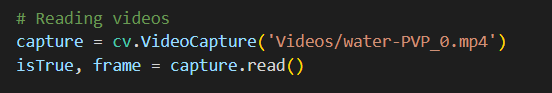 # Reading videos
capture = cv.VideoCapture('Videos/water-PVP_0.mp4')
isTrue, frame = capture.read()